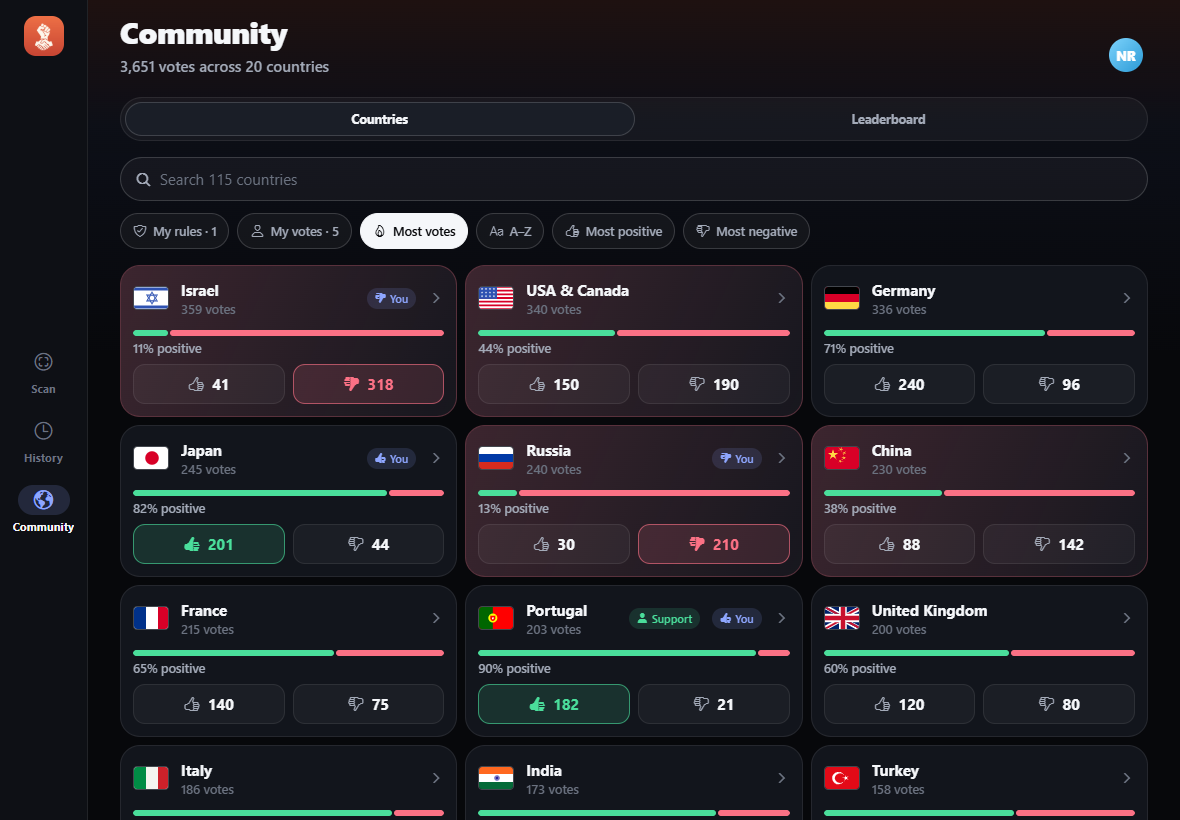 Community
3,651 votes across 20 countries
NR
Countries
Leaderboard
Search 115 countries
My rules · 1
My votes · 5
Most votes
Aa A–Z
Most positive
Most negative
Israel
359 votes
You
11% positive
41
318
USA & Canada
340 votes
44% positive
150
190
Germany
336 votes
71% positive
240
96
Japan
245 votes
You
82% positive
201
44
Russia
240 votes
You
13% positive
30
210
China
230 votes
38% positive
88
142
France
215 votes
65% positive
140
75
Portugal
203 votes
Support
You
90% positive
182
21
United Kingdom
200 votes
60% positive
120
80
Italy
186 votes
India
173 votes
Turkey
158 votes
Scan
History
Community